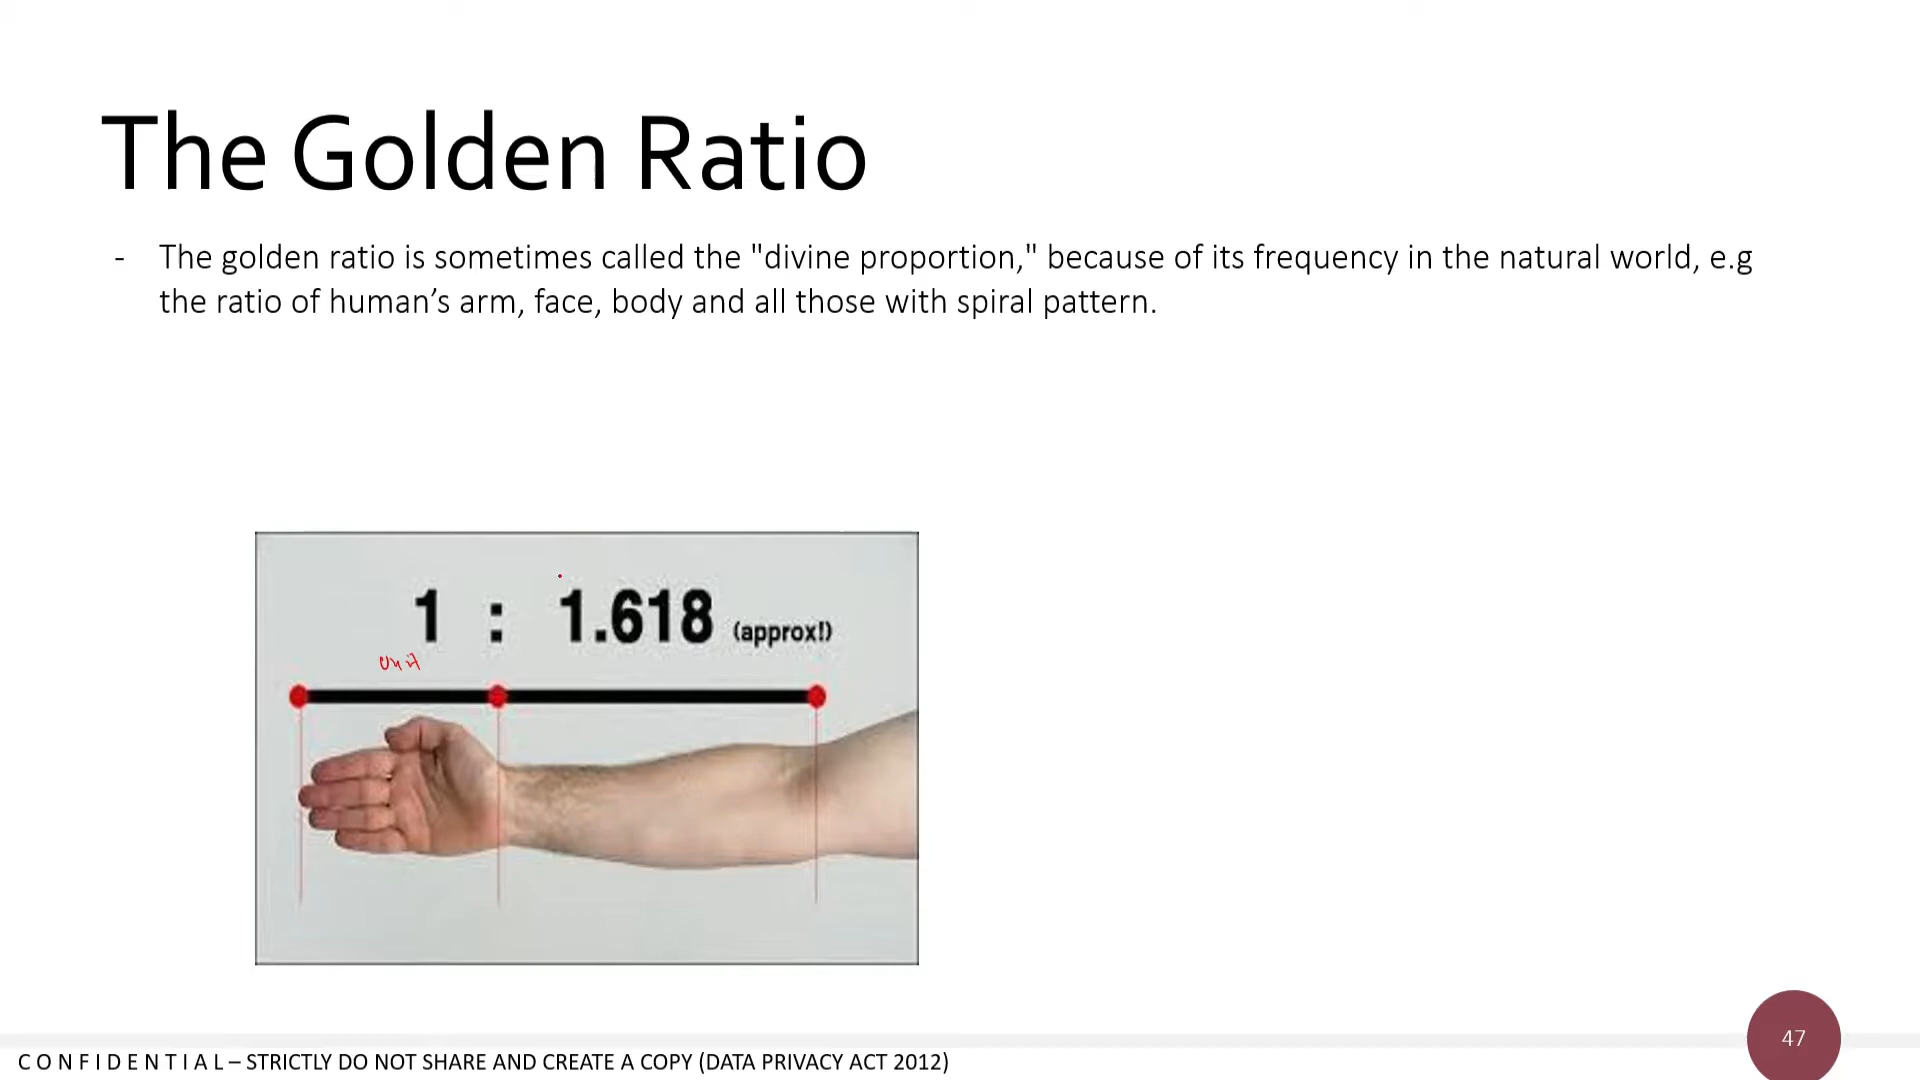 The Golden Ratio
- The golden ratio is sometimes called the "divine proportion," because of its frequency in the natural world, e.g
the ratio of human’s arm, face, body and all those with spiral pattern.
1 : 1.618 (approx!)
unit
47
CONFIDENTIAL – STRICTLY DO NOT SHARE AND CREATE A COPY (DATA PRIVACY ACT 2012)